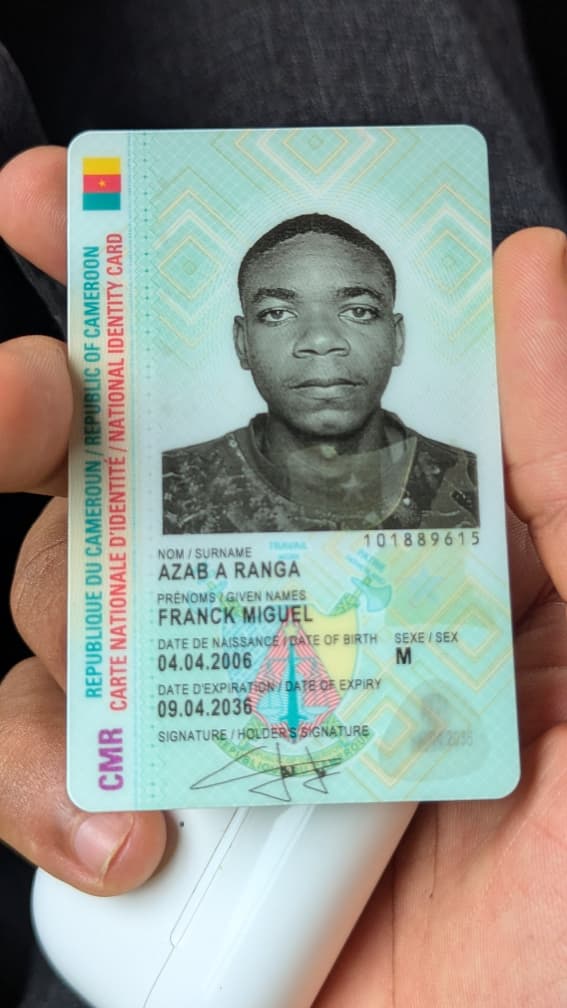 REPUBLIQUE DU CAMEROUN / REPUBLIC OF CAMEROON
CARTE NATIONALE D'IDENTITÉ / NATIONAL IDENTITY CARD
CMR
101889615
NOM / SURNAME
AZAB A RANGA
PRÉNOMS / GIVEN NAMES
FRANCK MIGUEL
DATE DE NAISSANCE / DATE OF BIRTH SEXE / SEX
04.04.2006 M
DATE D'EXPIRATION / DATE OF EXPIRY
09.04.2036
SIGNATURE / HOLDER'S SIGNATURE